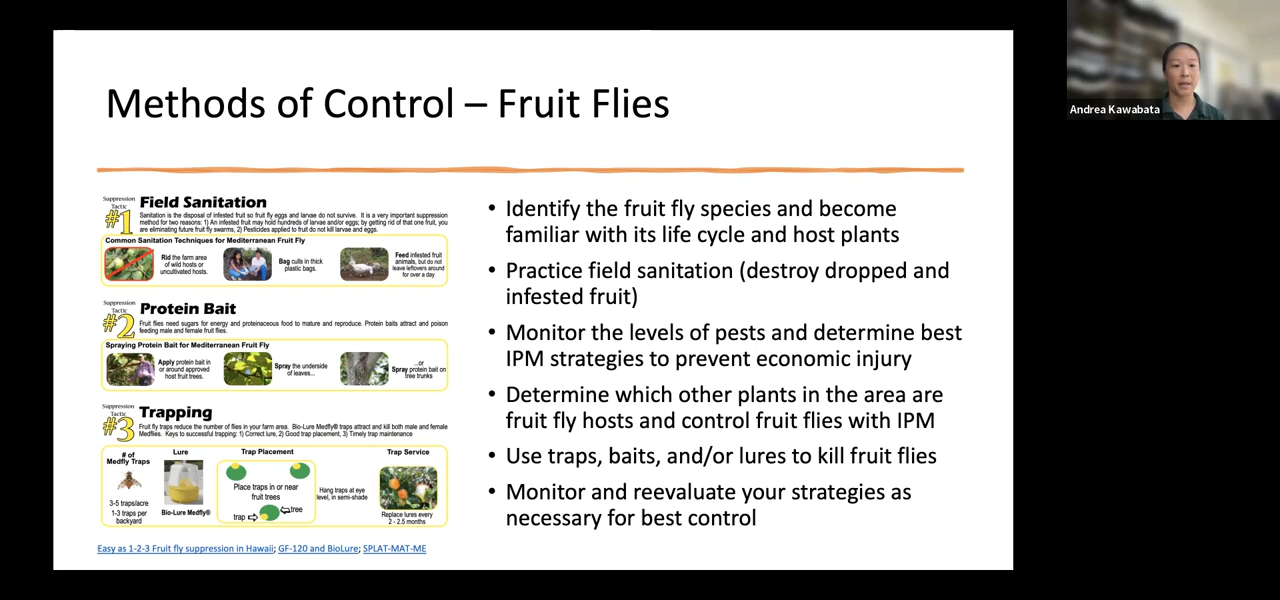 Methods of Control – Fruit Flies
Andrea Kawabata
Suppression
Tactic
#1
Field Sanitation
Sanitation is the disposal of infested fruit so fruit fly eggs and larvae do not survive. It is a very important suppression
method for two reasons: 1) An infested fruit may hold hundreds of larvae and/or eggs; by getting rid of that one fruit, you
are eliminating future fruit fly swarms, 2) Pesticides applied to fruit do not kill larvae and eggs.
Common Sanitation Techniques for Mediterranean Fruit Fly
Rid the farm area
of wild hosts or
uncultivated hosts.
Bag culls in thick
plastic bags.
Feed infested fruit
animals, but do not
leave leftovers around
for over a day
Suppression
Tactic
#2
Protein Bait
Fruit flies need sugars for energy and proteinaceous food to mature and reproduce. Protein baits attract and poison
feeding male and female fruit flies.
Spraying Protein Bait for Mediterranean Fruit Fly
Apply protein bait in
or around approved
host fruit trees.
Spray the underside
of leaves...
...or
Spray protein bait on
tree trunks
Suppression
Tactic
#3
Trapping
Fruit fly traps reduce the number of flies in your farm area. Bio-Lure Medfly® traps attract and kill both male and female
Medflies. Keys to successful trapping: 1) Correct lure, 2) Good trap placement, 3) Timely trap maintenance
# of
Medfly Traps
3-5 traps/acre
1-3 traps per
backyard
Lure
Bio-Lure Medfly®
Trap Placement
Place traps in or near
fruit trees
trap
tree
Hang traps at eye
level, in semi-shade
Trap Service
Replace lures every
2 - 2.5 months
Easy as 1-2-3 Fruit fly suppression in Hawaii; GF-120 and BioLure; SPLAT-MAT-ME
• Identify the fruit fly species and become
familiar with its life cycle and host plants
• Practice field sanitation (destroy dropped and
infested fruit)
• Monitor the levels of pests and determine best
IPM strategies to prevent economic injury
• Determine which other plants in the area are
fruit fly hosts and control fruit flies with IPM
• Use traps, baits, and/or lures to kill fruit flies
• Monitor and reevaluate your strategies as
necessary for best control